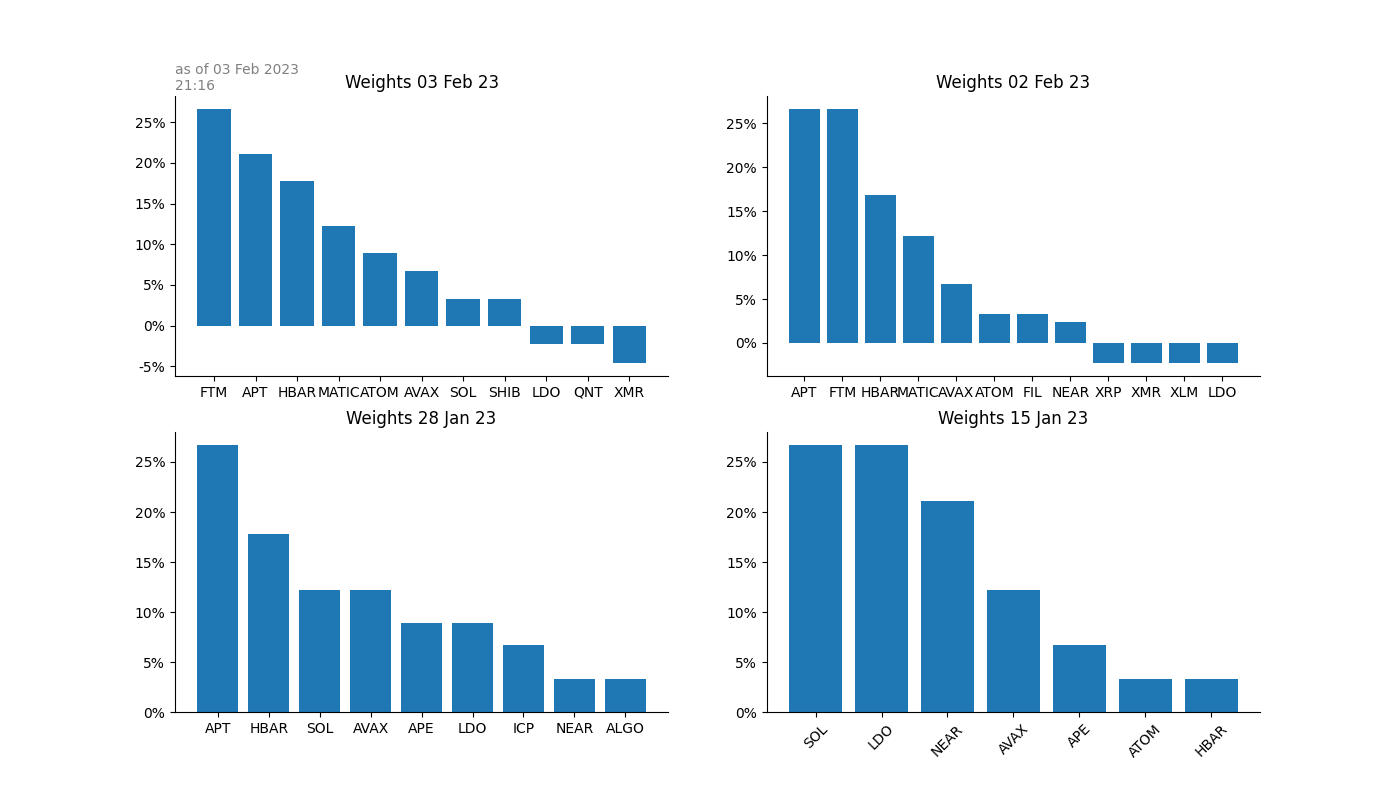 as of 03 Feb 2023
21:16
Weights 03 Feb 23
25%
20%
15%
10%
5%
0%
-5%
FTM APT HBAR MATIC ATOM AVAX SOL SHIB LDO QNT XMR
Weights 02 Feb 23
25%
20%
15%
10%
5%
0%
APT FTM HBAR MATIC AVAX ATOM FIL NEAR XRP XMR XLM LDO
Weights 28 Jan 23
25%
20%
15%
10%
5%
0%
APT HBAR SOL AVAX APE LDO ICP NEAR ALGO
Weights 15 Jan 23
25%
20%
15%
10%
5%
0%
SOL LDO NEAR AVAX APE ATOM HBAR